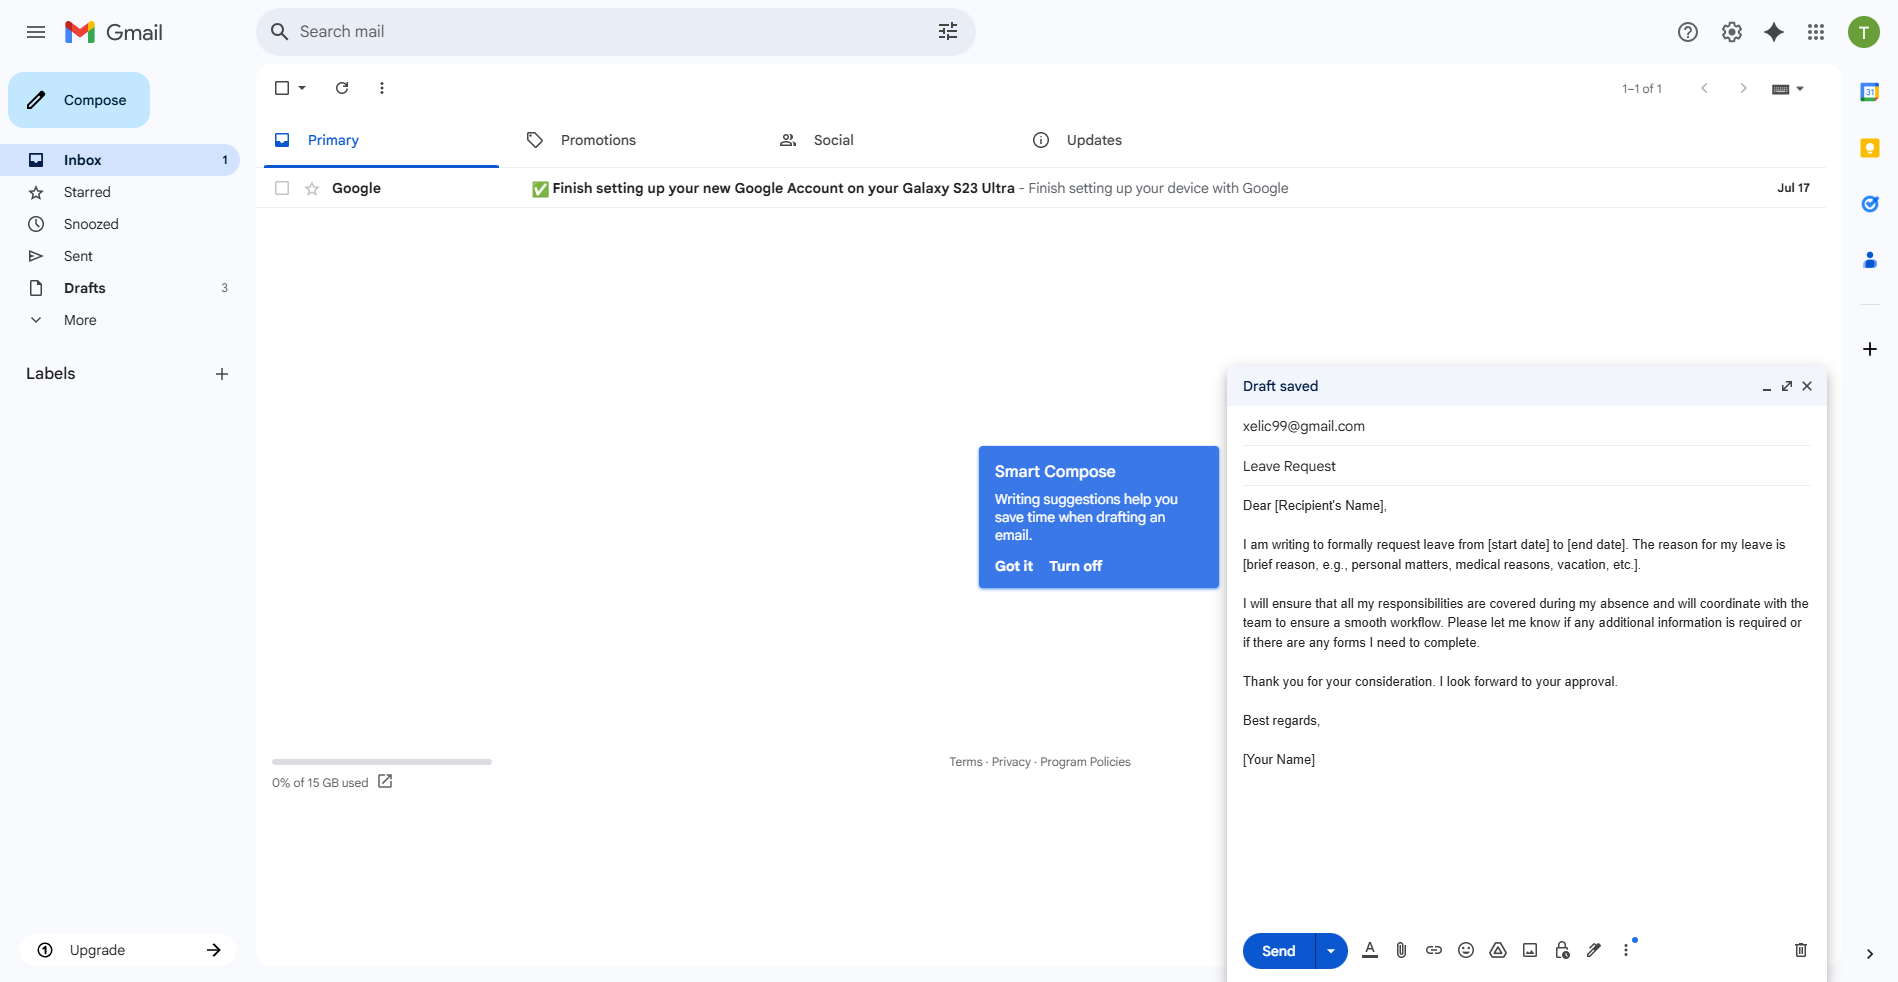 Gmail
Search mail
T
Compose
1–1 of 1
31
Primary
Promotions
Social
Updates
Inbox 1
Starred
Snoozed
Sent
Drafts 3
More
Labels
Google
✅ Finish setting up your new Google Account on your Galaxy S23 Ultra - Finish setting up your device with Google
Jul 17
Smart Compose
Writing suggestions help you
save time when drafting an
email.
Got it Turn off
Draft saved
xelic99@gmail.com
Leave Request
Dear [Recipient's Name],
I am writing to formally request leave from [start date] to [end date]. The reason for my leave is
[brief reason, e.g., personal matters, medical reasons, vacation, etc.].
I will ensure that all my responsibilities are covered during my absence and will coordinate with the
team to ensure a smooth workflow. Please let me know if any additional information is required or
if there are any forms I need to complete.
Thank you for your consideration. I look forward to your approval.
Best regards,
[Your Name]
0% of 15 GB used
Terms · Privacy · Program Policies
Upgrade
Send